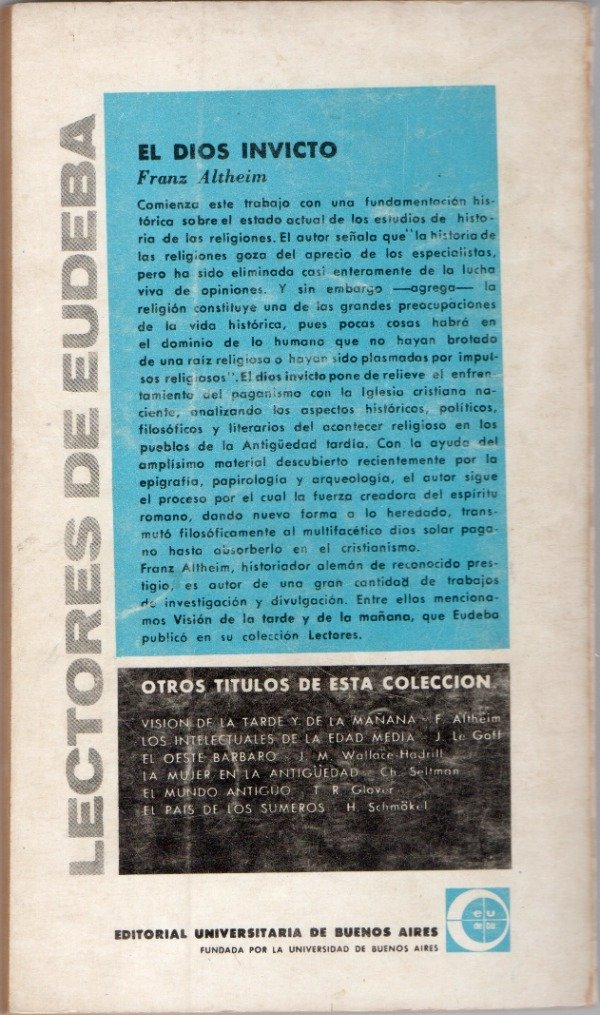 LECTORES DE EUDEBA
EL DIOS INVICTO
Franz Altheim
Comienza este trabajo con una fundamentación his-
tórica sobre el estado actual de los estudios de histo-
ria de las religiones. El autor señala que "la historia de
las religiones goza del aprecio de los especialistas,
pero ha sido eliminada casi enteramente de la lucha
viva de opiniones. Y sin embargo —agrega— la
religión constituye una de las grandes preocupaciones
de la vida histórica, pues pocas cosas habrá en
el dominio de lo humano que no hayan brotado
de una raíz religiosa o hayan sido plasmados por impul-
sos religiosos". El dios invicto pone de relieve el enfren-
tamiento del paganismo con la Iglesia cristiana na-
ciente, analizando los aspectos históricos, políticos,
filosóficos y literarios del acontecer religioso en los
pueblos de la Antigüedad tardía. Con la ayuda del
amplísimo material descubierto recientemente por la
epigrafía, papirología y arqueología, el autor sigue
el proceso por el cual la fuerza creadora del espíritu
romano, dando nueva forma a lo heredado, trans-
mutó filosóficamente al multifacético dios solar paga-
no hasta absorberlo en el cristianismo.
Franz Altheim, historiador alemán de reconocido pres-
tigio, es autor de una gran cantidad de trabajos
de investigación y divulgación. Entre ellos menciona-
mos Visión de la tarde y de la mañana, que Eudeba
publicó en su colección Lectores.
OTROS TITULOS DE ESTA COLECCION
VISION DE LA TARDE Y DE LA MAÑANA - F. Altheim
LOS INTELECTUALES DE LA EDAD MEDIA - J. Le Goff
EL OESTE BARBARO - J. M. Wallace-Hadrill
LA MUJER EN LA ANTIGÜEDAD - Ch. Seltman
EL MUNDO ANTIGUO - T. R. Glover
EL PAIS DE LOS SUMEROS - H. Schmökel
eu
de ba
EDITORIAL UNIVERSITARIA DE BUENOS AIRES
FUNDADA POR LA UNIVERSIDAD DE BUENOS AIRES